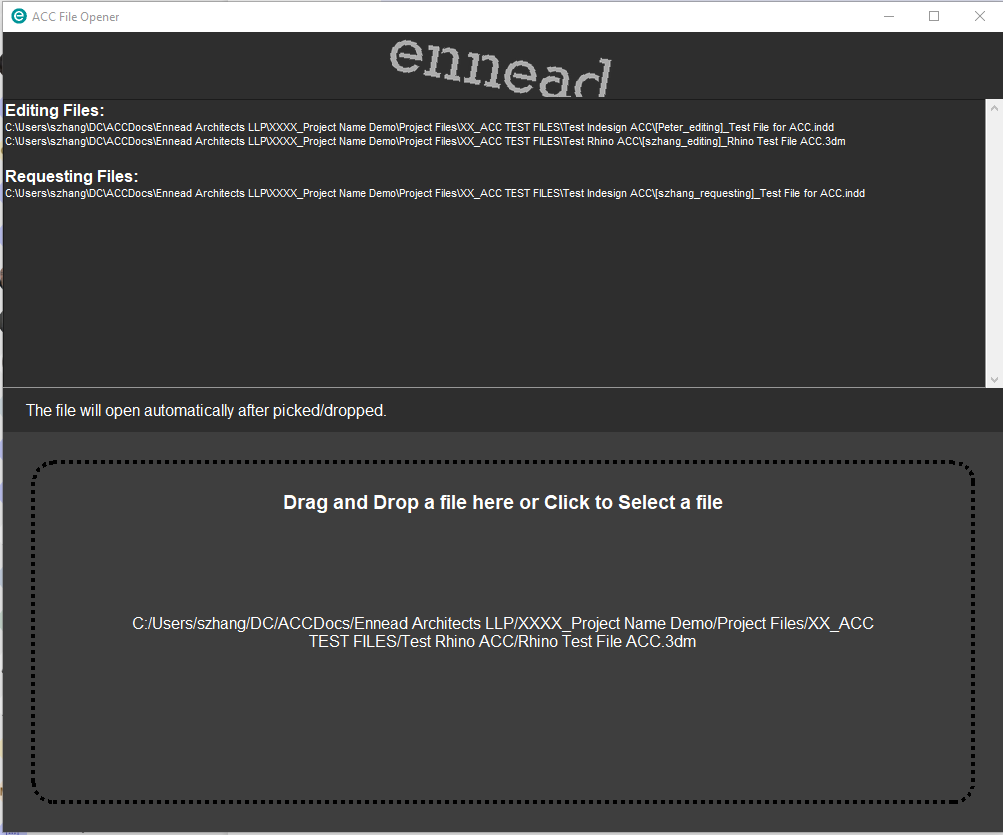 ACC File Opener
ennead
Editing Files:
C:\Users\szhang\DC\ACCDocs\Ennead Architects LLP\XXXX_Project Name Demo\Project Files\XX_ACC TEST FILES\Test Indesign ACC\[Peter_editing]_Test File for ACC.indd
C:\Users\szhang\DC\ACCDocs\Ennead Architects LLP\XXXX_Project Name Demo\Project Files\XX_ACC TEST FILES\Test Rhino ACC\[szhang_editing]_Rhino Test File ACC.3dm
Requesting Files:
C:\Users\szhang\DC\ACCDocs\Ennead Architects LLP\XXXX_Project Name Demo\Project Files\XX_ACC TEST FILES\Test Indesign ACC\[szhang_requesting]_Test File for ACC.indd
The file will open automatically after picked/dropped.
Drag and Drop a file here or Click to Select a file
C:/Users/szhang/DC/ACCDocs/Ennead Architects LLP/XXXX_Project Name Demo/Project Files/XX_ACC
TEST FILES/Test Rhino ACC/Rhino Test File ACC.3dm